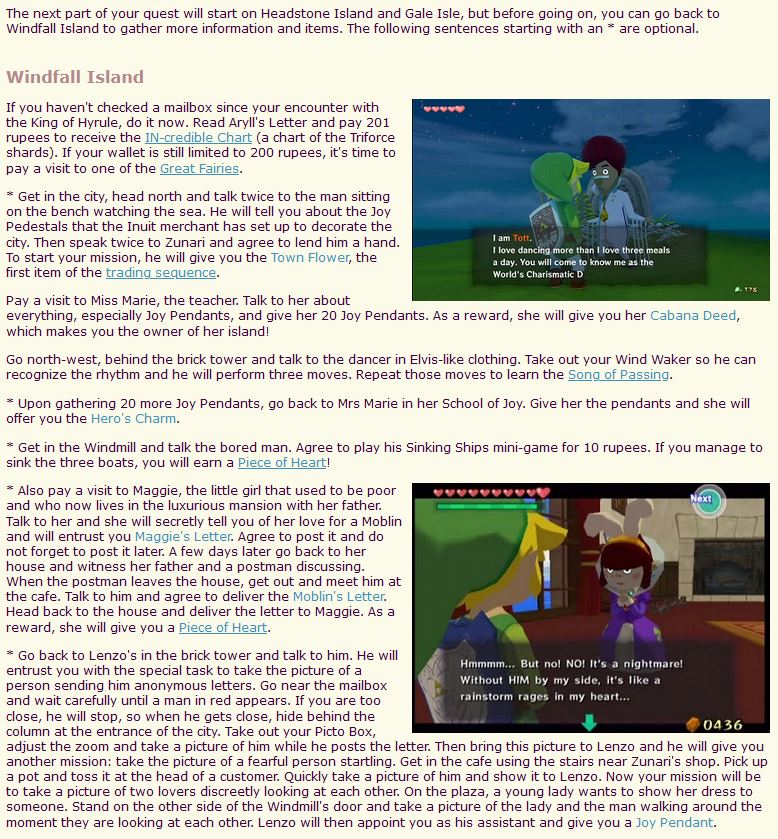 The next part of your quest will start on Headstone Island and Gale Isle, but before going on, you can go back to
Windfall Island to gather more information and items. The following sentences starting with an * are optional.
Windfall Island
If you haven't checked a mailbox since your encounter with
the King of Hyrule, do it now. Read Aryll's Letter and pay 201
rupees to receive the IN-credible Chart (a chart of the Triforce
shards). If your wallet is still limited to 200 rupees, it's time to
pay a visit to one of the Great Fairies.
* Get in the city, head north and talk twice to the man sitting
on the bench watching the sea. He will tell you about the Joy
Pedestals that the Inuit merchant has set up to decorate the
city. Then speak twice to Zunari and agree to lend him a hand.
To start your mission, he will give you the Town Flower, the
first item of the trading sequence.
I am Tott.
I love dancing more than I love three meals
a day. You will come to know me as the
World's Charismatic D
178
Pay a visit to Miss Marie, the teacher. Talk to her about
everything, especially Joy Pendants, and give her 20 Joy Pendants. As a reward, she will give you her Cabana Deed,
which makes you the owner of her island!
Go north-west, behind the brick tower and talk to the dancer in Elvis-like clothing. Take out your Wind Waker so he can
recognize the rhythm and he will perform three moves. Repeat those moves to learn the Song of Passing.
* Upon gathering 20 more Joy Pendants, go back to Mrs Marie in her School of Joy. Give her the pendants and she will
offer you the Hero's Charm.
* Get in the Windmill and talk the bored man. Agree to play his Sinking Ships mini-game for 10 rupees. If you manage to
sink the three boats, you will earn a Piece of Heart!
* Also pay a visit to Maggie, the little girl that used to be poor
and who now lives in the luxurious mansion with her father.
Talk to her and she will secretly tell you of her love for a Moblin
and will entrust you Maggie's Letter. Agree to post it and do
not forget to post it later. A few days later go back to her
house and witness her father and a postman discussing.
When the postman leaves the house, get out and meet him at
the cafe. Talk to him and agree to deliver the Moblin's Letter.
Head back to the house and deliver the letter to Maggie. As a
reward, she will give you a Piece of Heart.
Next
Hmmmm... But no! NO! It's a nightmare!
Without HIM by my side, it's like a
rainstorm rages in my heart...
0436
* Go back to Lenzo's in the brick tower and talk to him. He will
entrust you with the special task to take the picture of a
person sending him anonymous letters. Go near the mailbox
and wait carefully until a man in red appears. If you are too
close, he will stop, so when he gets close, hide behind the
column at the entrance of the city. Take out your Picto Box,
adjust the zoom and take a picture of him while he posts the letter. Then bring this picture to Lenzo and he will give you
another mission: take the picture of a fearful person startling. Get in the cafe using the stairs near Zunari's shop. Pick up
a pot and toss it at the head of a customer. Quickly take a picture of him and show it to Lenzo. Now your mission will be
to take a picture of two lovers discreetly looking at each other. On the plaza, a young lady wants to show her dress to
someone. Stand on the other side of the Windmill's door and take a picture of the lady and the man walking around the
moment they are looking at each other. Lenzo will then appoint you as his assistant and give you a Joy Pendant.